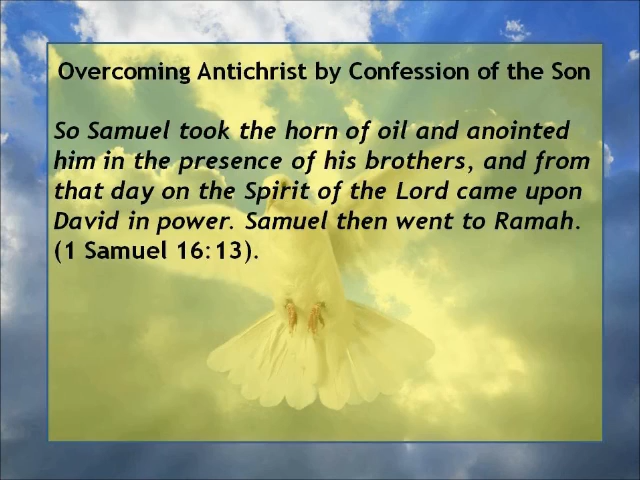 Overcoming Antichrist by Confession of the Son
So Samuel took the horn of oil and anointed
him in the presence of his brothers, and from
that day on the Spirit of the Lord came upon
David in power. Samuel then went to Ramah.
(1 Samuel 16:13).